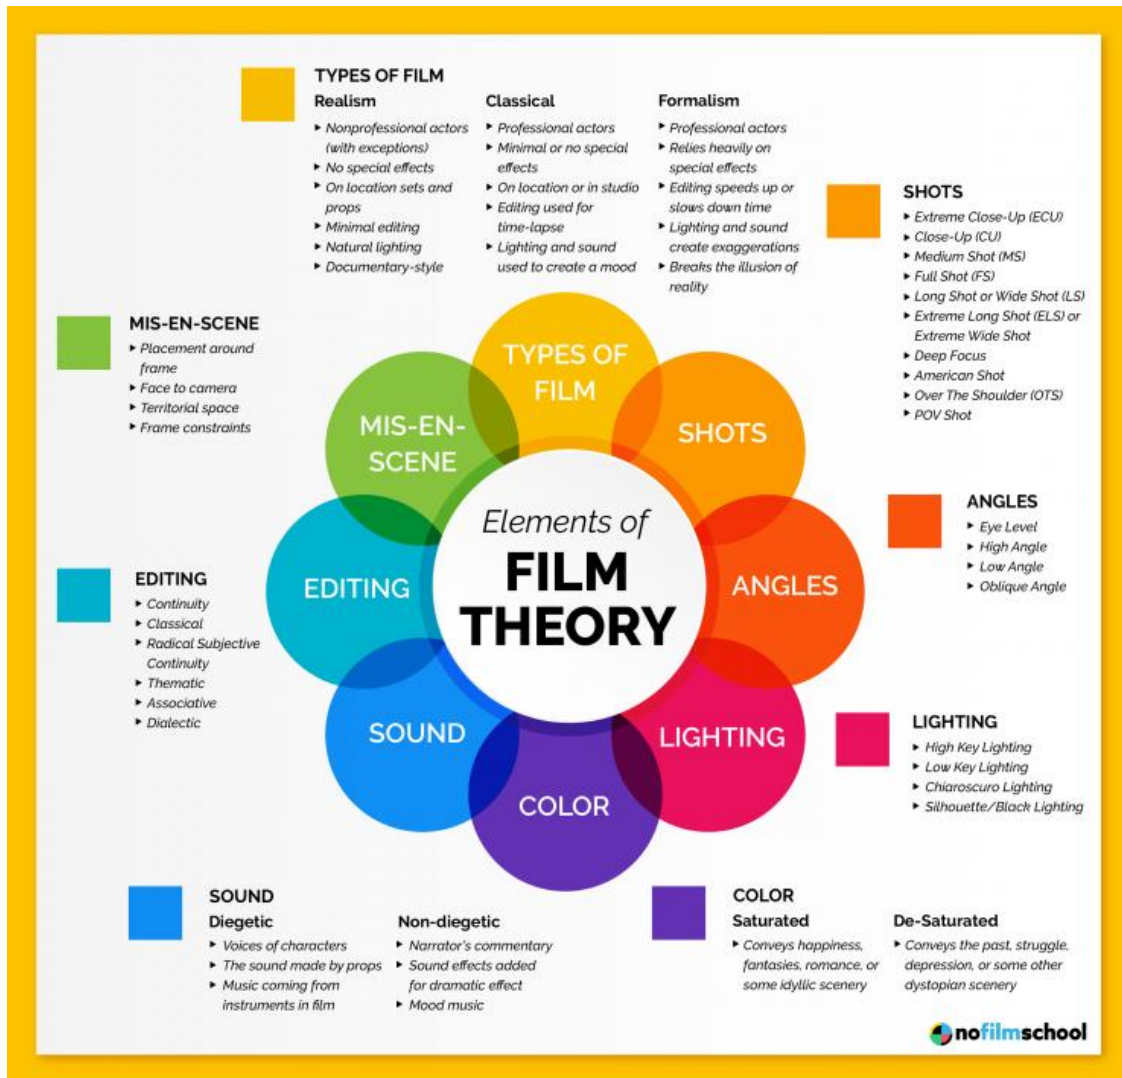 TYPES OF FILM
Realism
▸ Nonprofessional actors
(with exceptions)
▸ No special effects
▸ On location sets and
props
▸ Minimal editing
▸ Natural lighting
▸ Documentary-style
Classical
▸ Professional actors
▸ Minimal or no special
effects
▸ On location or in studio
▸ Editing used for
time-lapse
▸ Lighting and sound
used to create a mood
Formalism
▸ Professional actors
▸ Relies heavily on
special effects
▸ Editing speeds up or
slows down time
▸ Lighting and sound
create exaggerations
▸ Breaks the illusion of
reality
SHOTS
▸ Extreme Close-Up (ECU)
▸ Close-Up (CU)
▸ Medium Shot (MS)
▸ Full Shot (FS)
▸ Long Shot or Wide Shot (LS)
▸ Extreme Long Shot (ELS) or
Extreme Wide Shot
▸ Deep Focus
▸ American Shot
▸ Over The Shoulder (OTS)
▸ POV Shot
MIS-EN-SCENE
▸ Placement around
frame
▸ Face to camera
▸ Territorial space
▸ Frame constraints
TYPES OF
FILM
MIS-EN-
SCENE
SHOTS
EDITING
ANGLES
SOUND
LIGHTING
COLOR
Elements of
FILM
THEORY
ANGLES
▸ Eye Level
▸ High Angle
▸ Low Angle
▸ Oblique Angle
EDITING
▸ Continuity
▸ Classical
▸ Radical Subjective
Continuity
▸ Thematic
▸ Associative
▸ Dialectic
LIGHTING
▸ High Key Lighting
▸ Low Key Lighting
▸ Chiaroscuro Lighting
▸ Silhouette/Black Lighting
SOUND
Diegetic
▸ Voices of characters
▸ The sound made by props
▸ Music coming from
instruments in film
Non-diegetic
▸ Narrator's commentary
▸ Sound effects added
for dramatic effect
▸ Mood music
COLOR
Saturated
▸ Conveys happiness,
fantasies, romance, or
some idyllic scenery
De-Saturated
▸ Conveys the past, struggle,
depression, or some other
dystopian scenery
nofilmschool